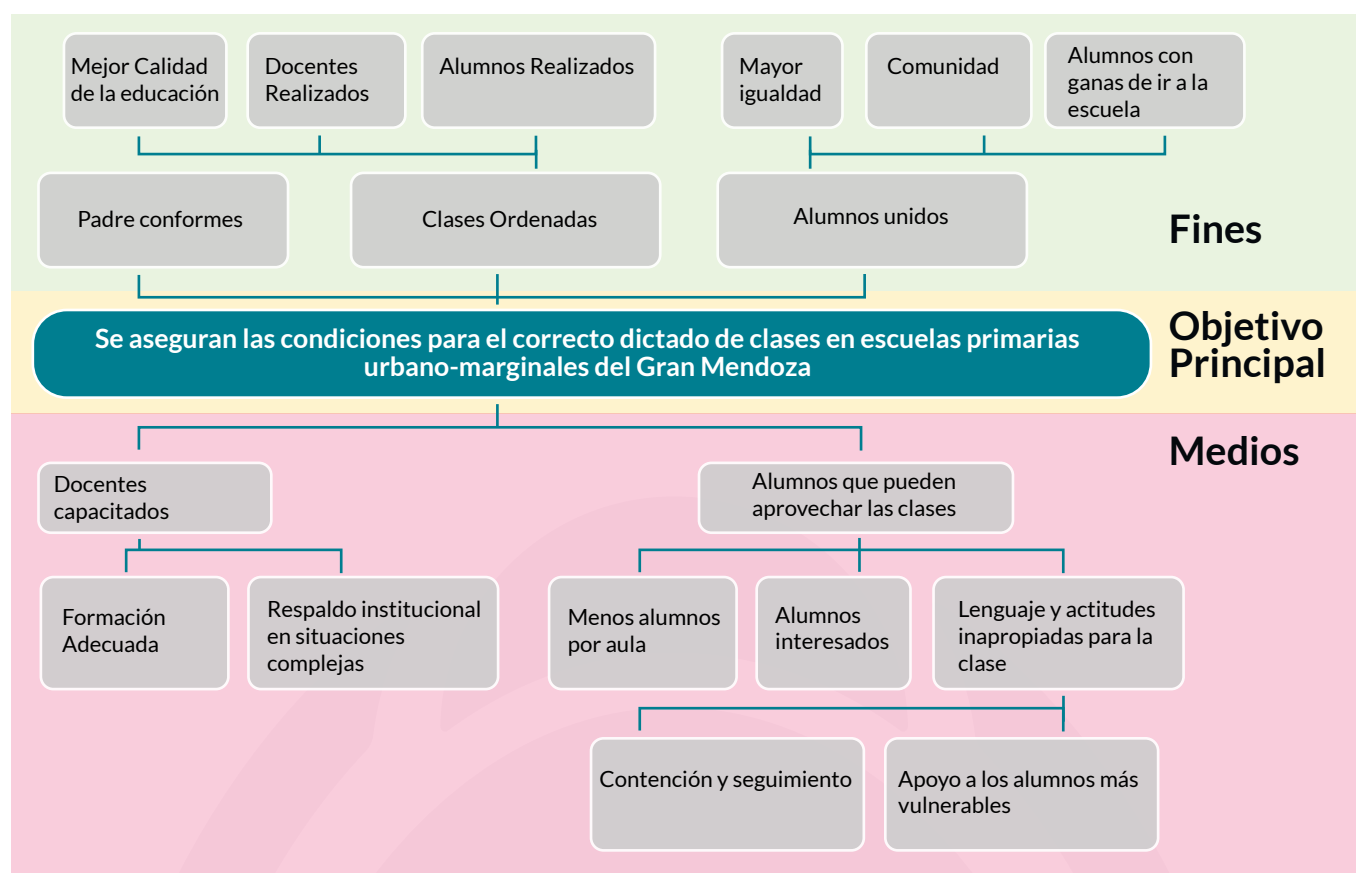 Mejor Calidad
de la educación
Docentes
Realizados
Alumnos Realizados
Mayor
igualdad
Comunidad
Alumnos con
ganas de ir a la
escuela
Padre conformes
Clases Ordenadas
Alumnos unidos
Fines
Se aseguran las condiciones para el correcto dictado de clases en escuelas primarias
urbano-marginales del Gran Mendoza
Objetivo
Principal
Medios
Docentes
capacitados
Alumnos que pueden
aprovechar las clases
Formación
Adecuada
Respaldo institucional
en situaciones
complejas
Menos alumnos
por aula
Alumnos
interesados
Lenguaje y actitudes
inapropiadas para la
clase
Contención y seguimiento
Apoyo a los alumnos más
vulnerables